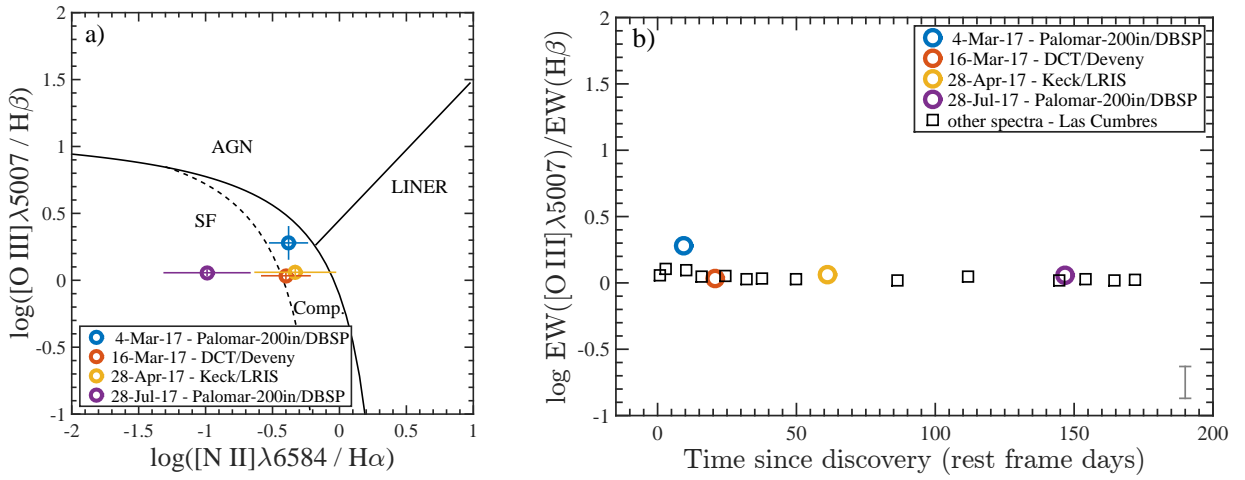 a)
2
1.5
1
0.5
0
-0.5
-1
log([O III]λ5007 / Hβ)
AGN
LINER
SF
Comp.
4-Mar-17 - Palomar-200in/DBSP
16-Mar-17 - DCT/Deveny
28-Apr-17 - Keck/LRIS
28-Jul-17 - Palomar-200in/DBSP
-2 -1.5 -1 -0.5 0 0.5 1
log([N II]λ6584 / Hα)
b)
2
1.5
1
0.5
0
-0.5
-1
log EW([O III]λ5007)/EW(Hβ)
4-Mar-17 - Palomar-200in/DBSP
16-Mar-17 - DCT/Deveny
28-Apr-17 - Keck/LRIS
28-Jul-17 - Palomar-200in/DBSP
other spectra - Las Cumbres
0 50 100 150 200
Time since discovery (rest frame days)